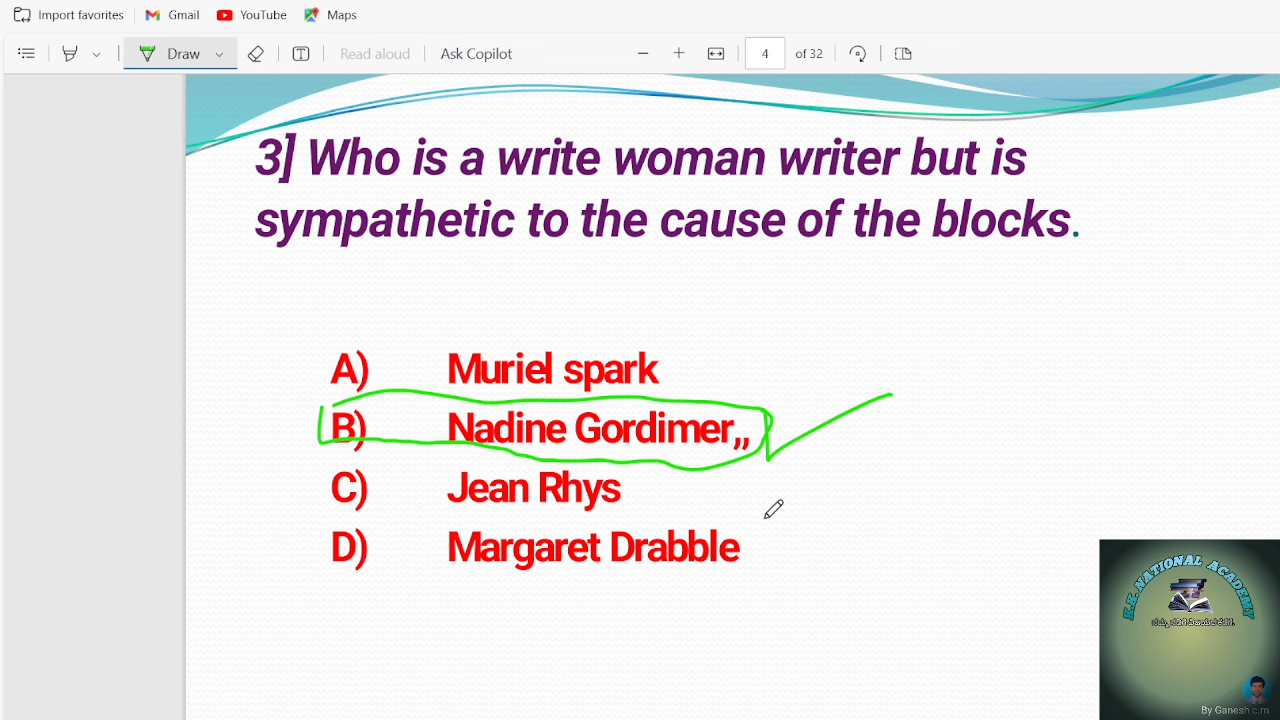 Import favorites Gmail YouTube Maps
Draw Read aloud Ask Copilot 4 of 32
3] Who is a write woman writer but is
sympathetic to the cause of the blocks.
A) Muriel spark
B) Nadine Gordimer,,
C) Jean Rhys
D) Margaret Drabble
K.K. NATIONAL ACADEMY
By Ganesh c.m